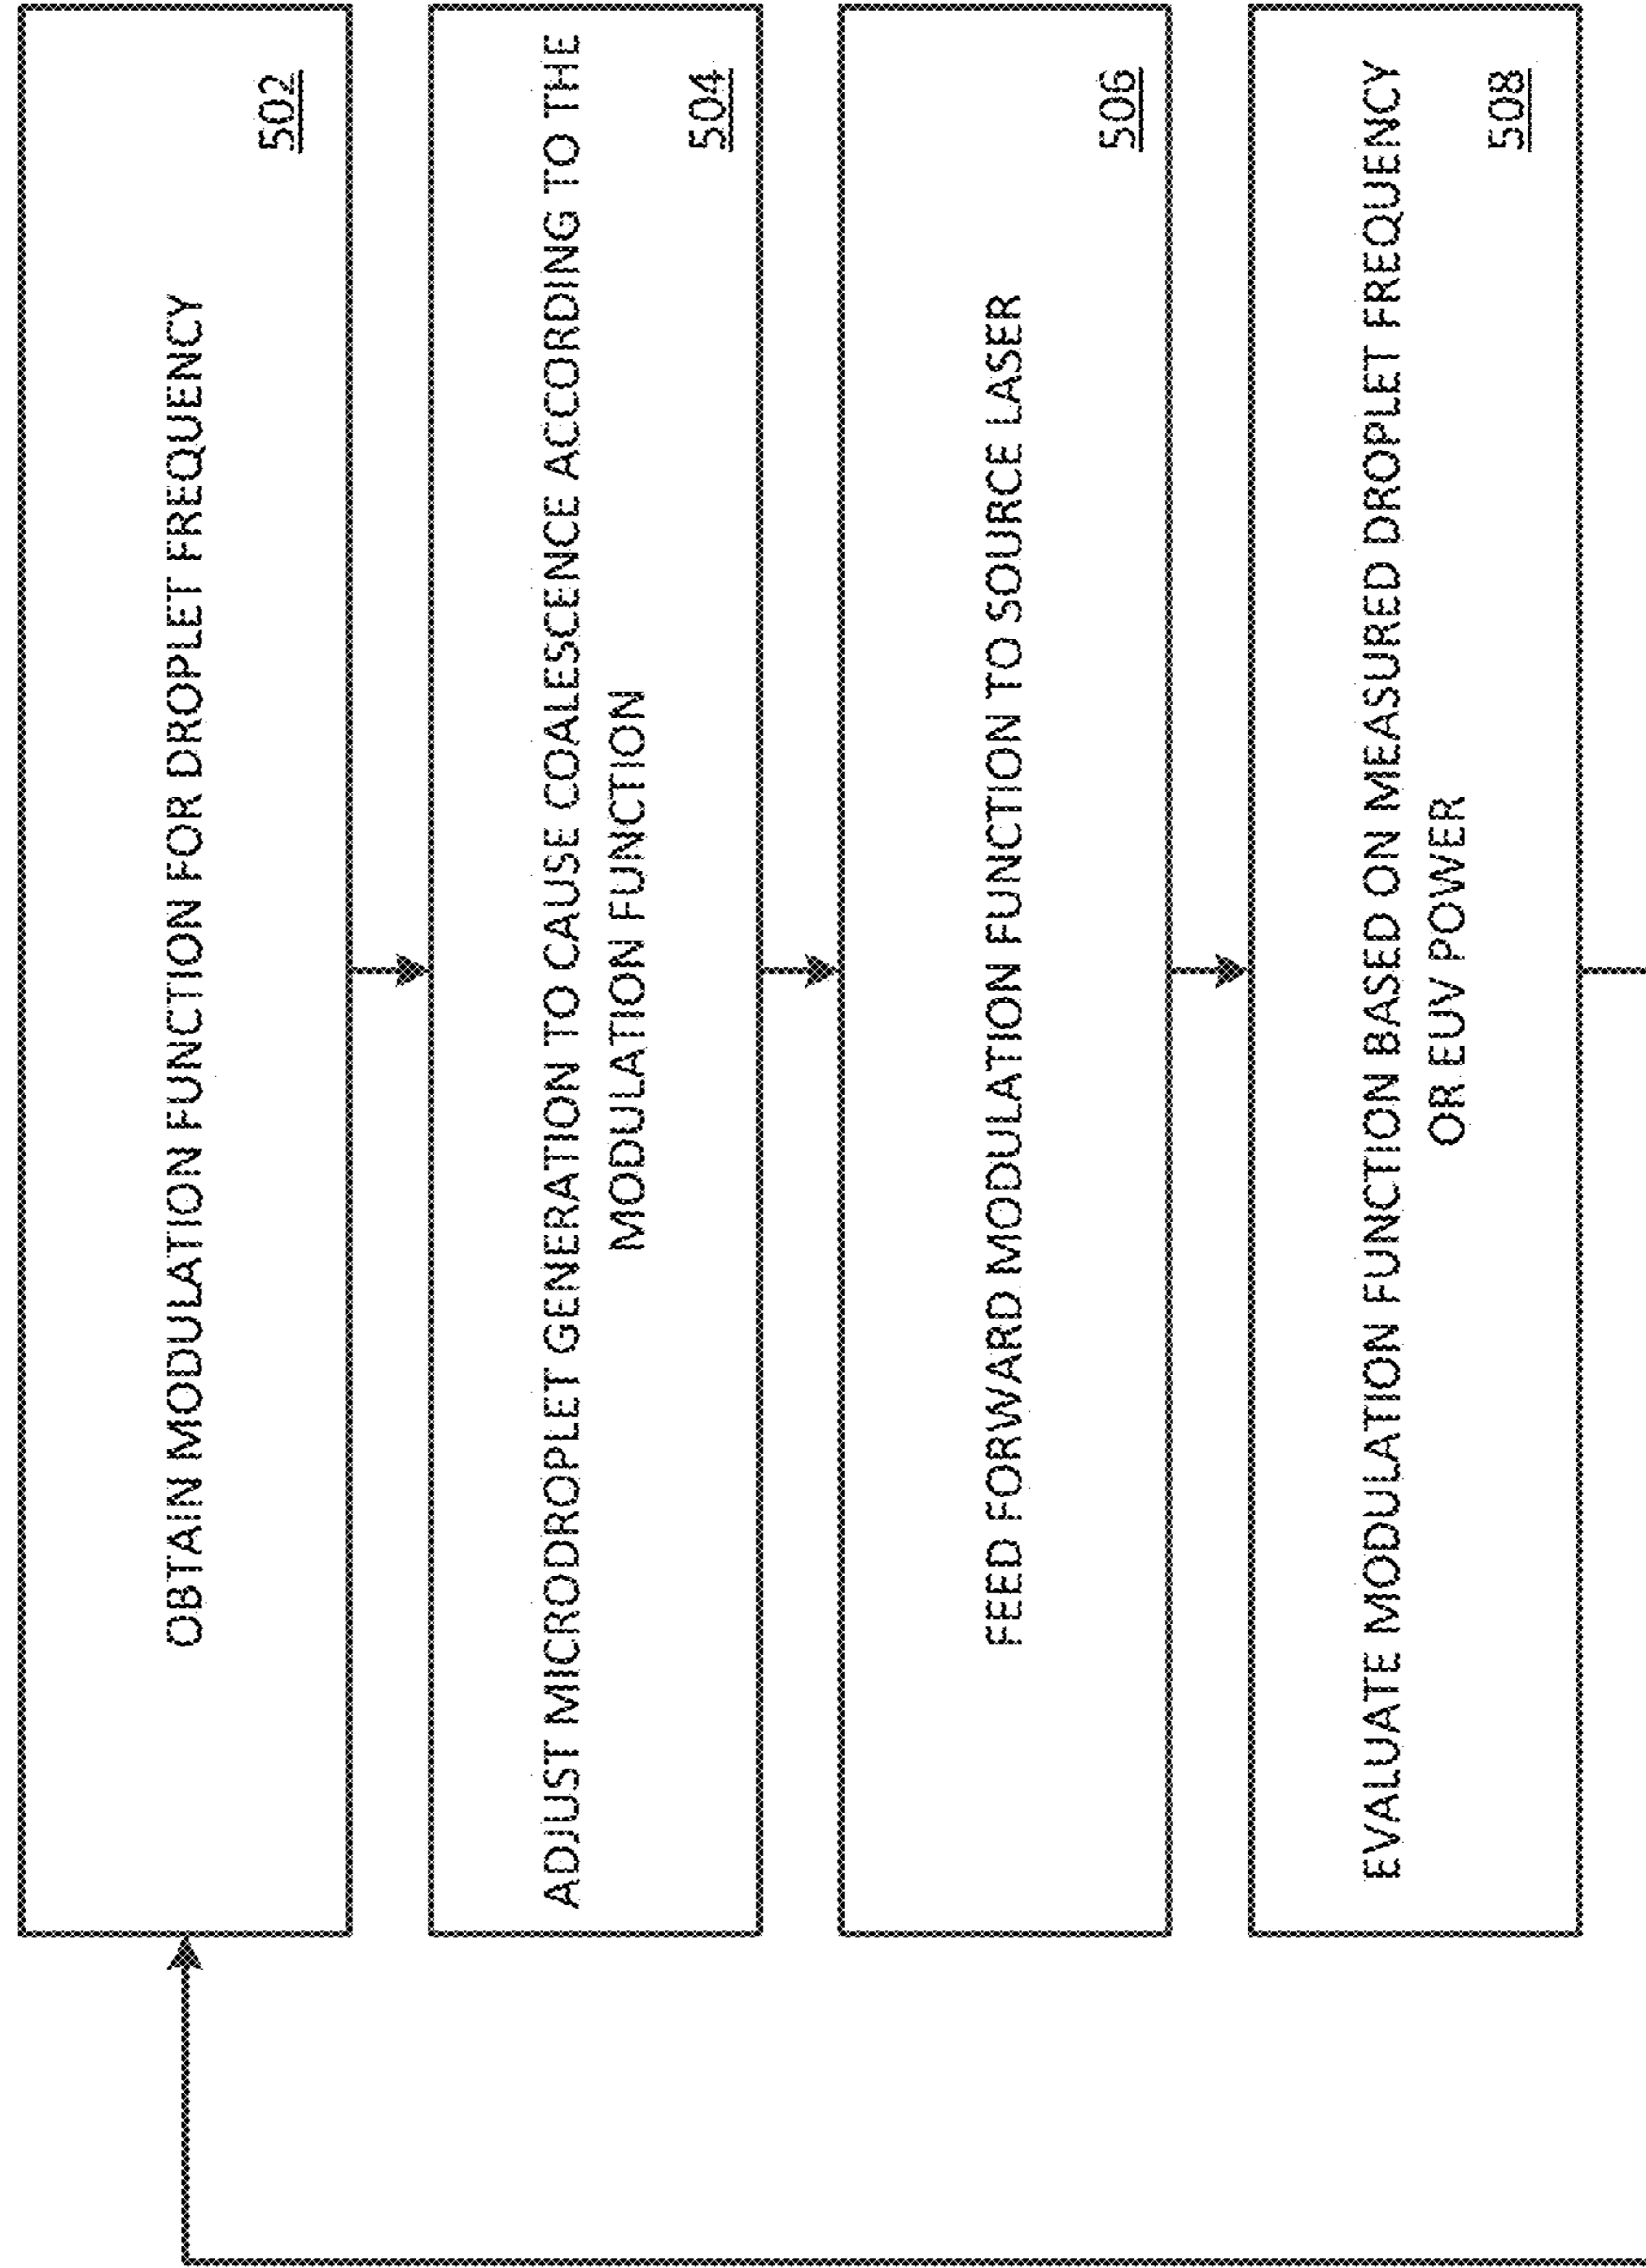 OBTAIN MODULATION FUNCTION FOR DROPLET FREQUENCY
502
ADJUST MICRODROPLET GENERATION TO CAUSE COALESCENCE ACCORDING TO THE
MODULATION FUNCTION
504
FEED FORWARD MODULATION FUNCTION TO SOURCE LASER
506
EVALUATE MODULATION FUNCTION BASED ON MEASURED DROPLET FREQUENCY
OR EUV POWER
508